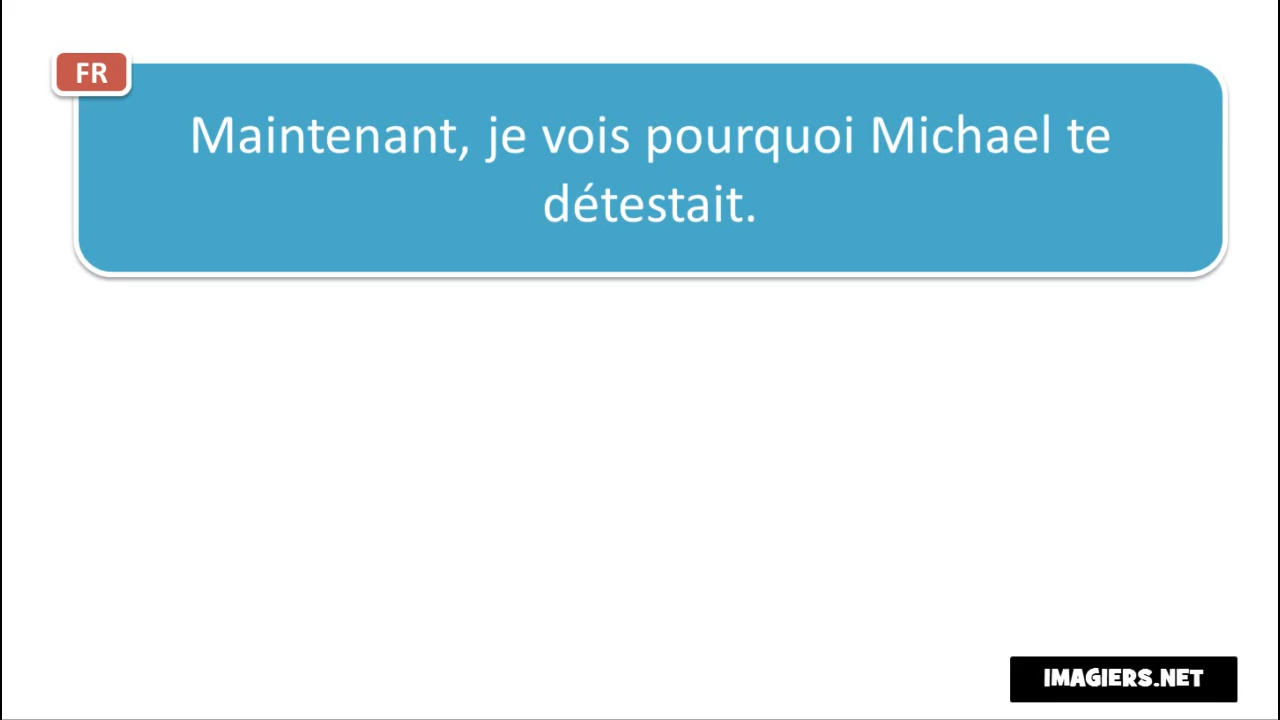 FR
Maintenant, je vois pourquoi Michael te
détestait.
IMAGIERS.NET